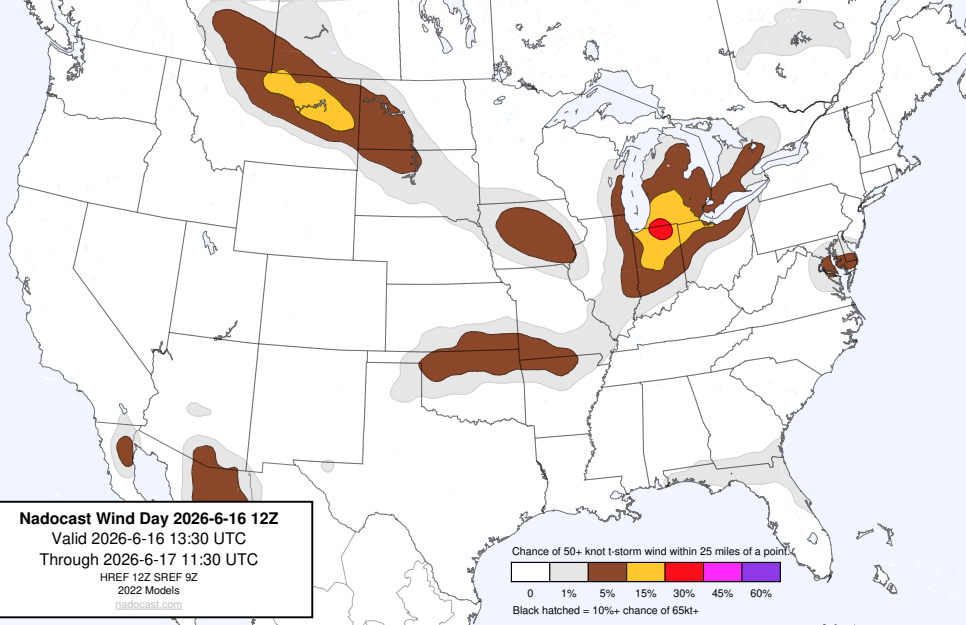 Nadocast Wind Day 2026-6-16 12Z
Valid 2026-6-16 13:30 UTC
Through 2026-6-17 11:30 UTC
HREF 12Z SREF 9Z
2022 Models
nadocast.com
Chance of 50+ knot t-storm wind within 25 miles of a point.
0 1% 5% 15% 30% 45% 60%
Black hatched = 10%+ chance of 65kt+